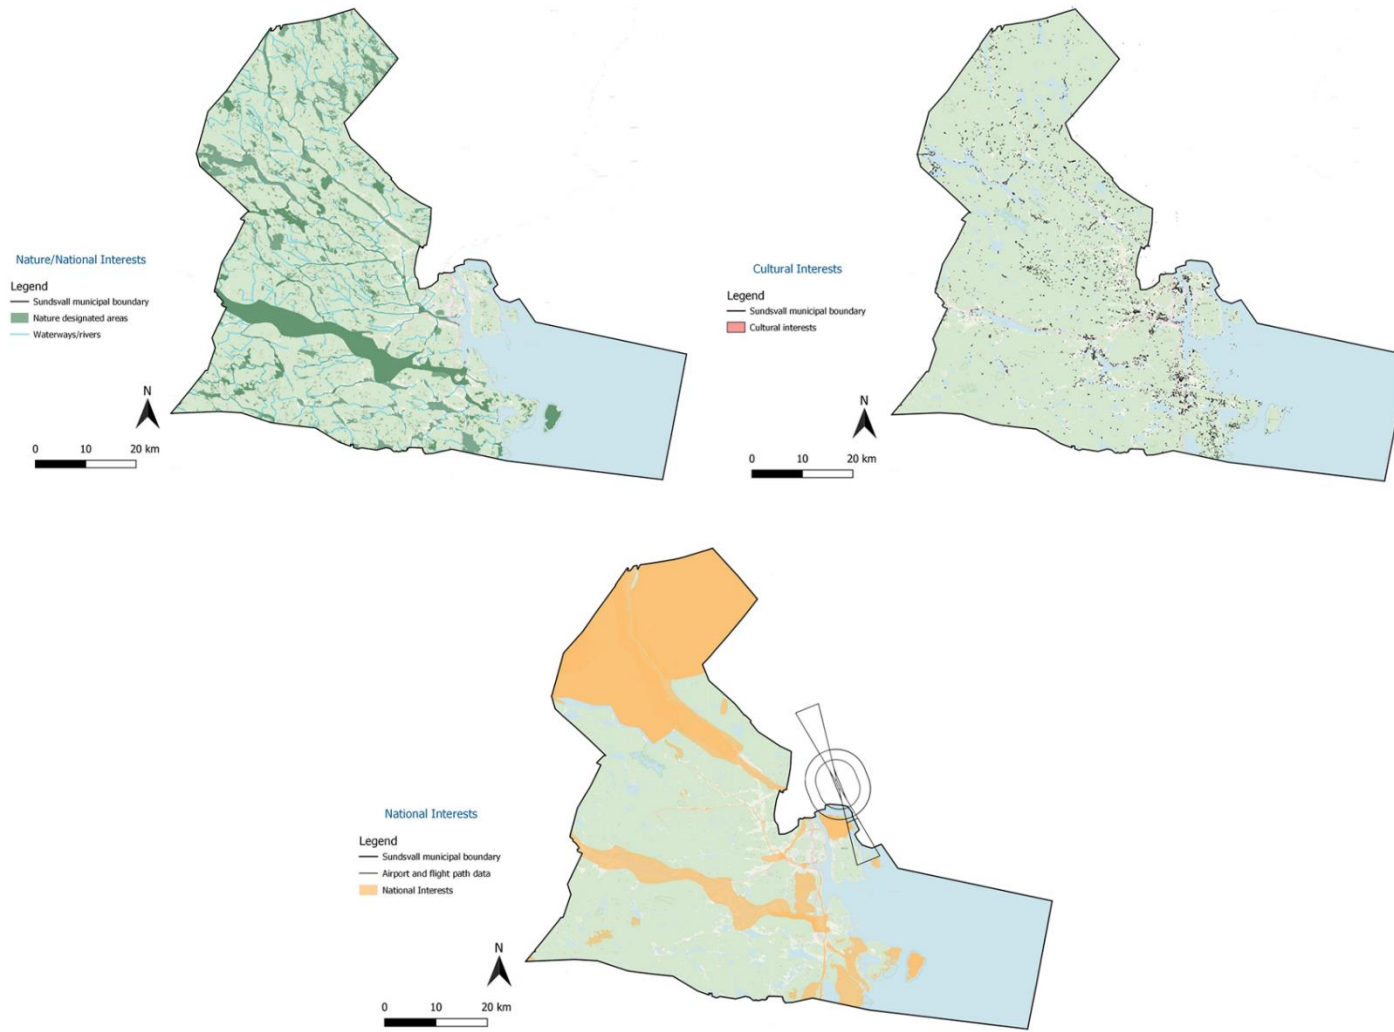 Nature/National Interests
Legend
Sundsvall municipal boundary
Nature designated areas
Waterways/rivers
N
0 10 20 km
Cultural Interests
Legend
Sundsvall municipal boundary
Cultural interests
N
0 10 20 km
National Interests
Legend
Sundsvall municipal boundary
Airport and flight path data
National Interests
N
0 10 20 km